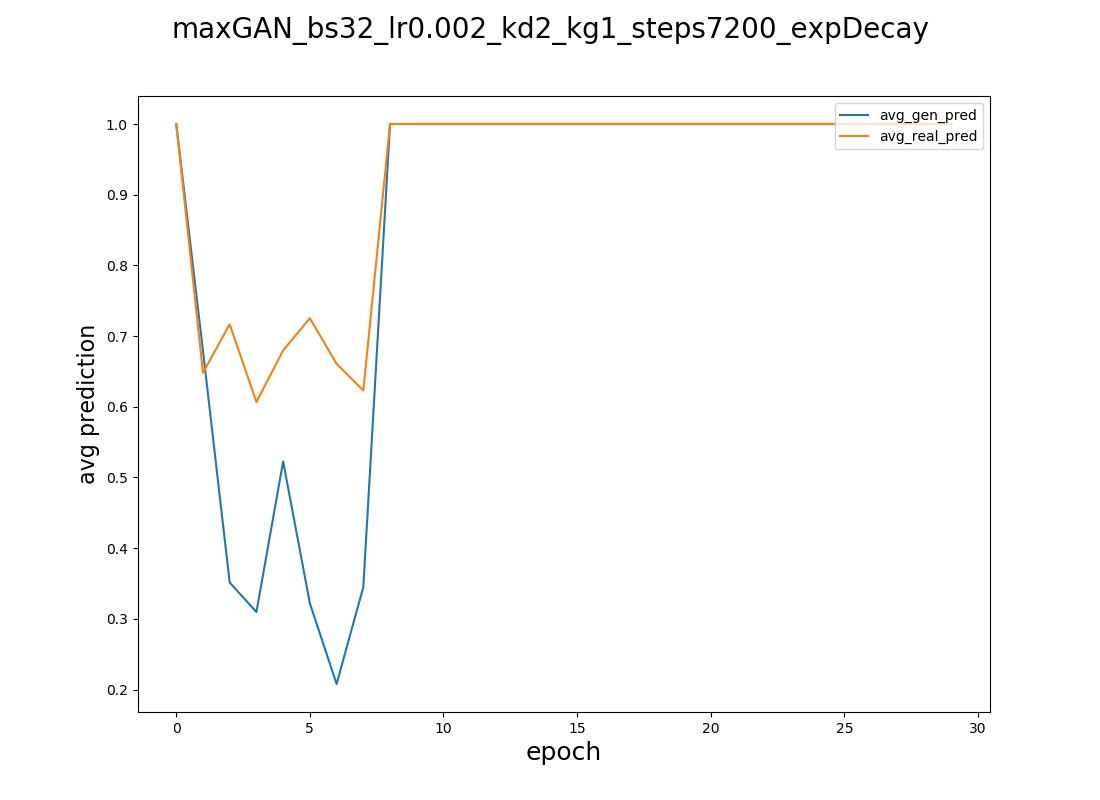 maxGAN_bs32_lr0.002_kd2_kg1_steps7200_expDecay
avg_gen_pred
avg_real_pred
1.0
0.9
0.8
0.7
0.6
0.5
0.4
0.3
0.2
avg prediction
0 5 10 15 20 25 30
epoch